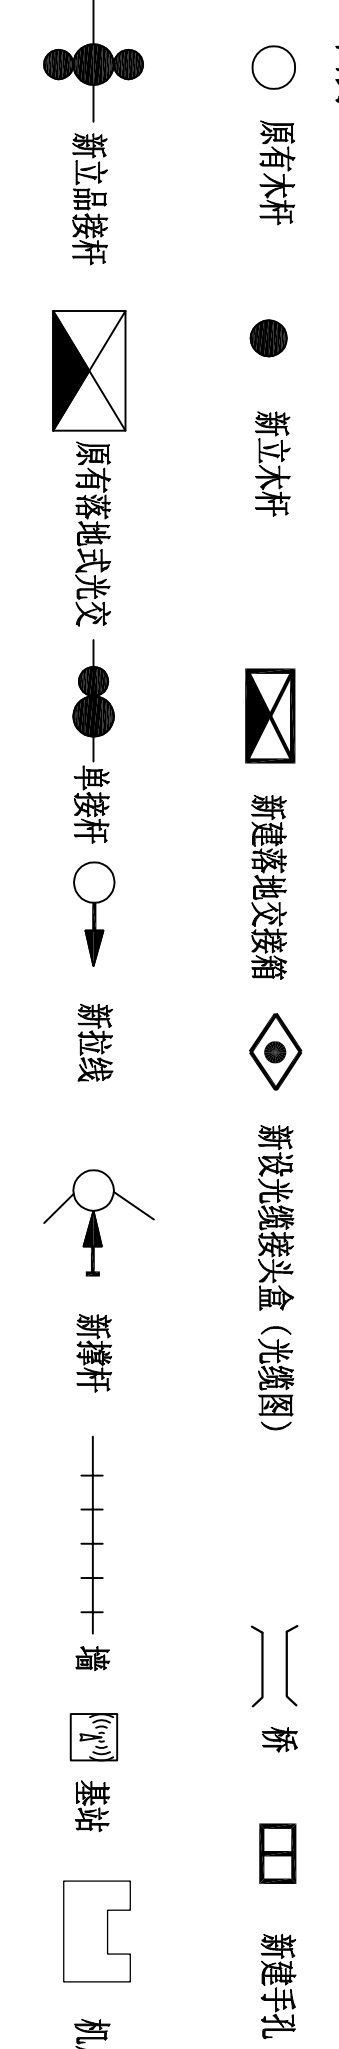 原有木杆
新立木杆
新建落地交接箱
新设光缆接头盒（光缆图）
桥
新建手孔
新立品接杆
原有落地式光交
单接杆
新拉线
新撑杆
墙
基站
机